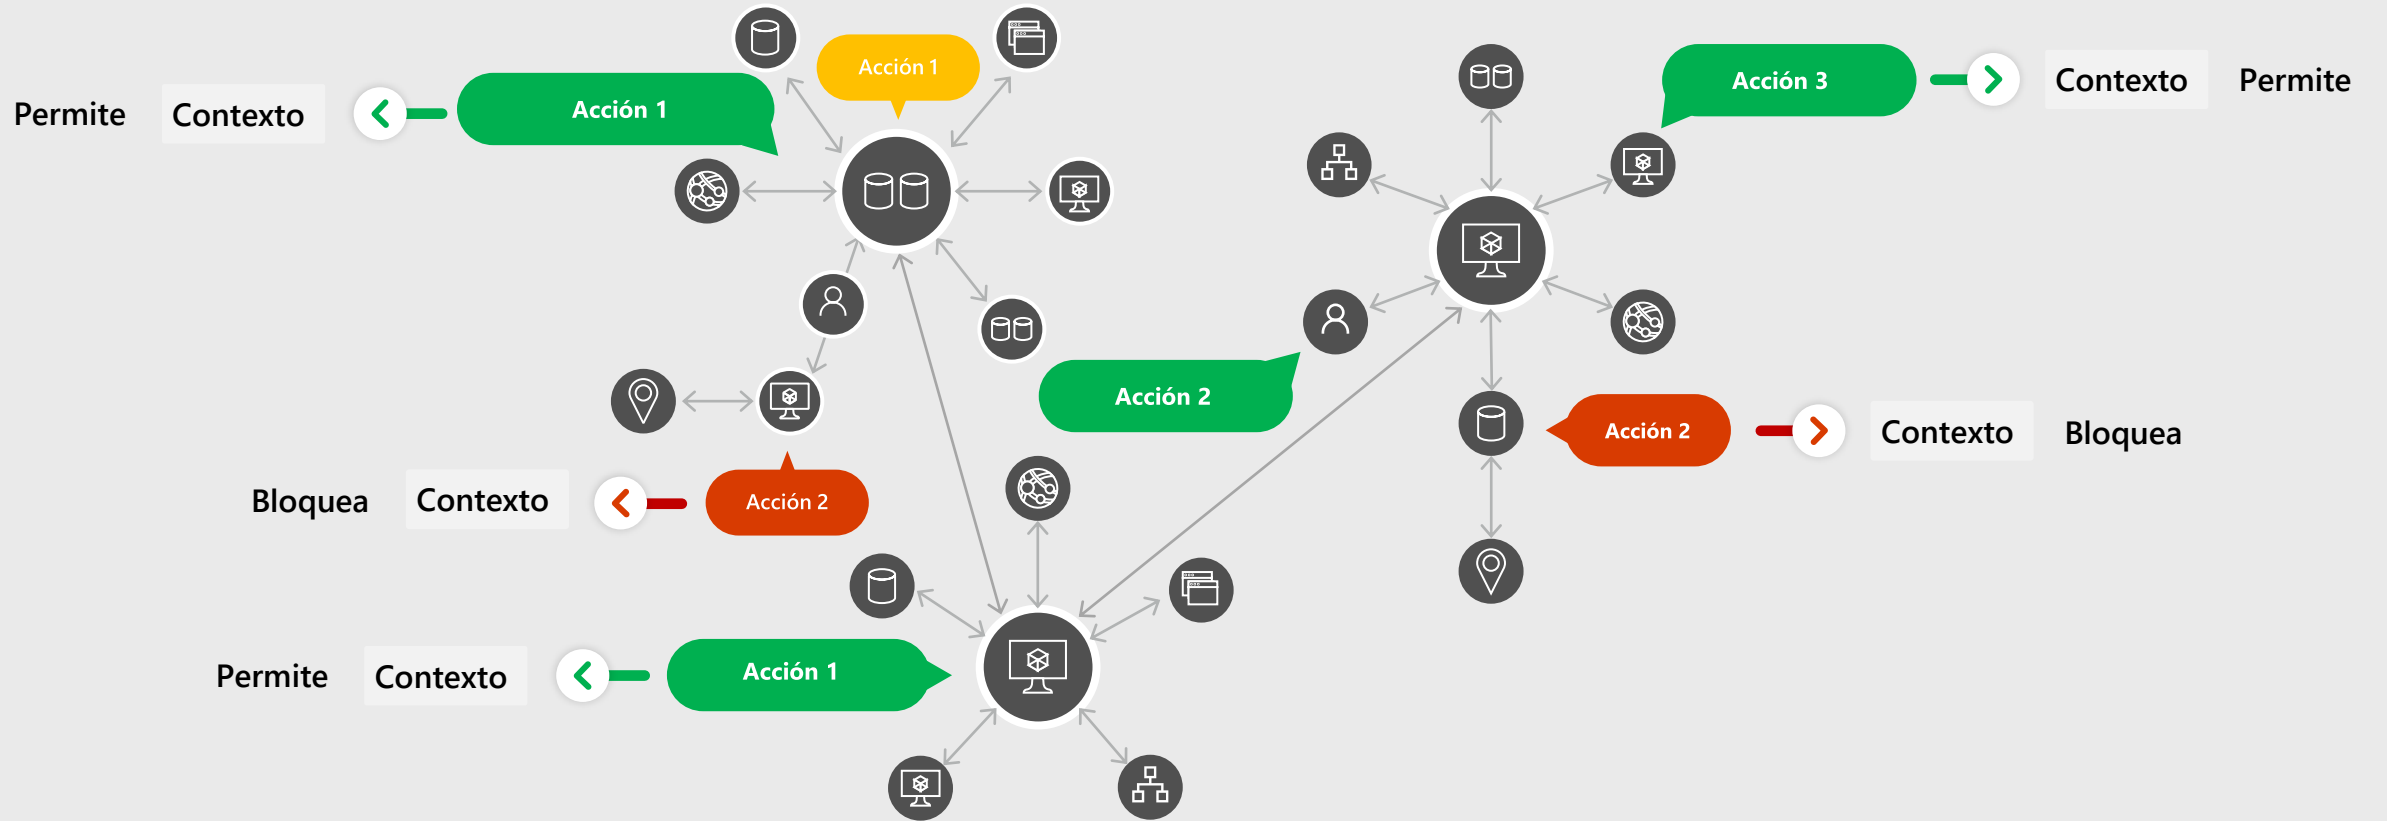 Acción 1
Permite
Contexto
Acción 1
Acción 3
Contexto
Permite
Acción 2
Acción 2
Contexto
Bloquea
Bloquea
Contexto
Acción 2
Permite
Contexto
Acción 1